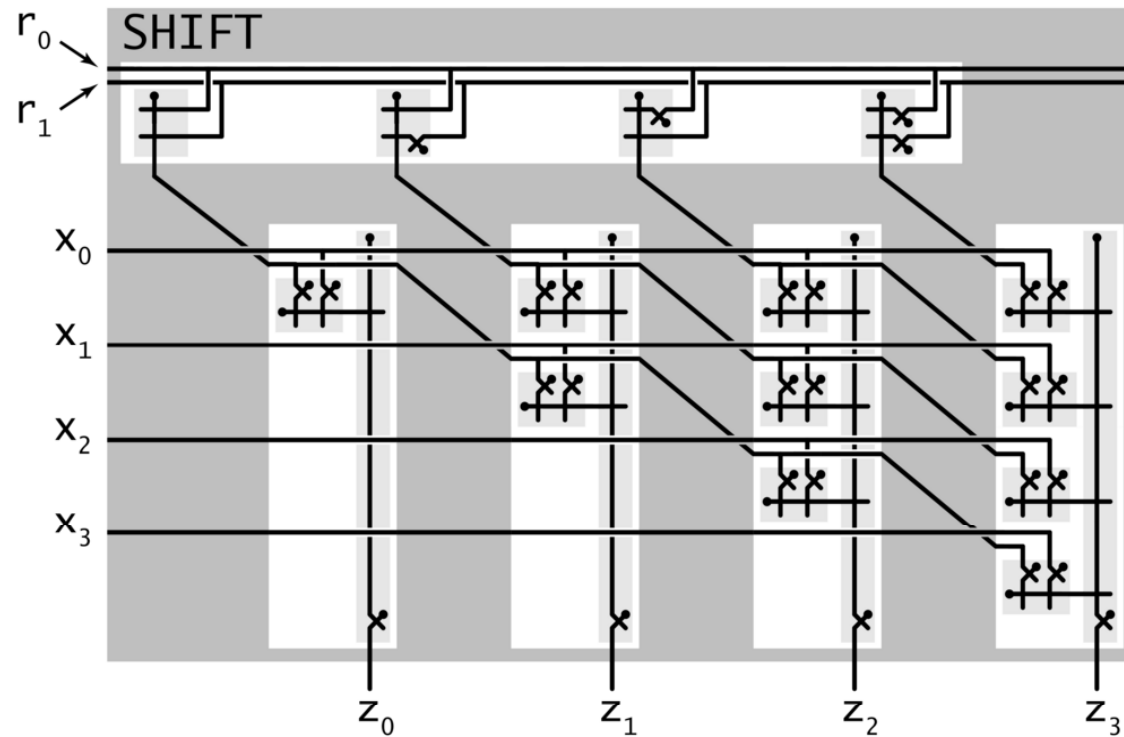 r₀
SHIFT
r₁
x₀
x₁
x₂
x₃
z₀ z₁ z₂ z₃